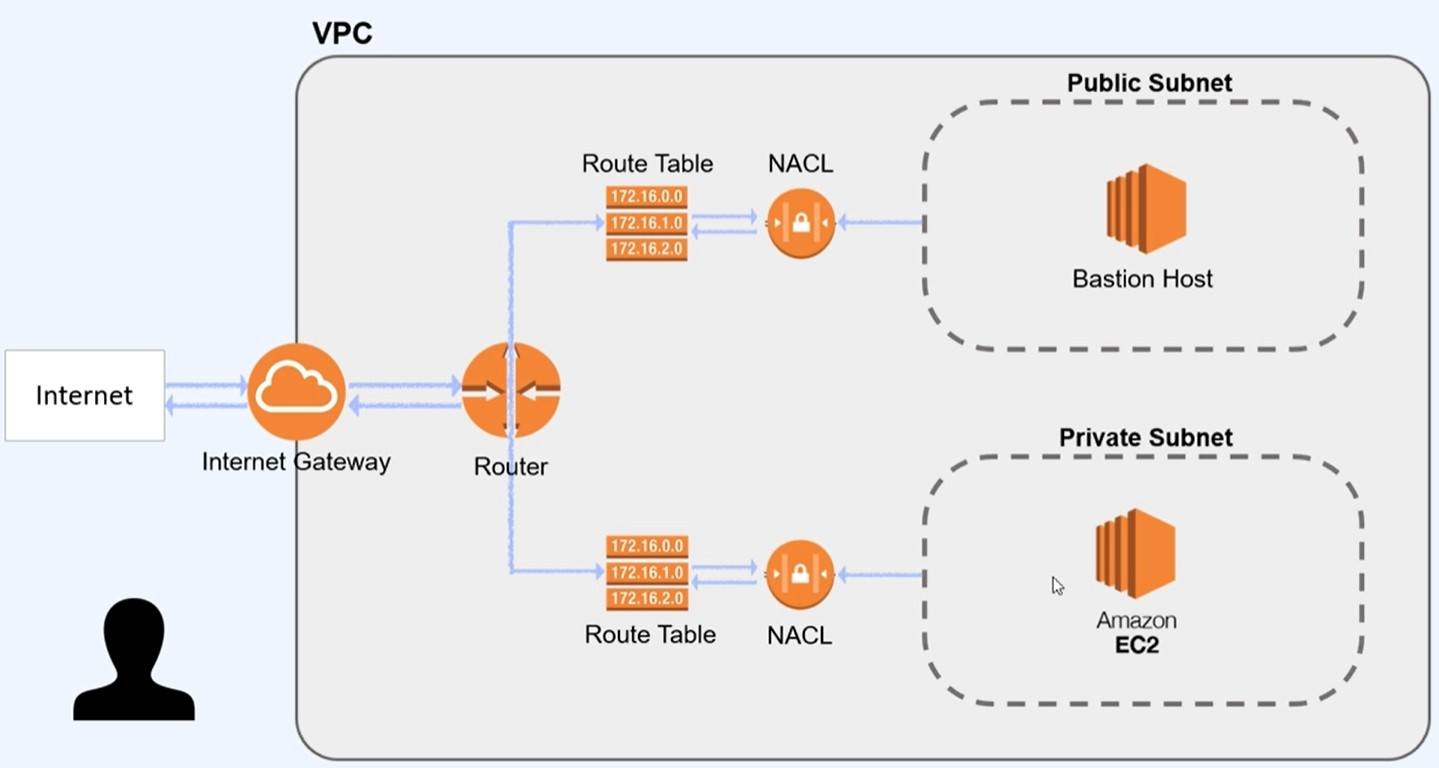 VPC
Public Subnet
Route Table
NACL
172.16.0.0
172.16.1.0
172.16.2.0
Bastion Host
Internet
Internet Gateway
Router
Private Subnet
172.16.0.0
172.16.1.0
172.16.2.0
Route Table
NACL
Amazon
EC2